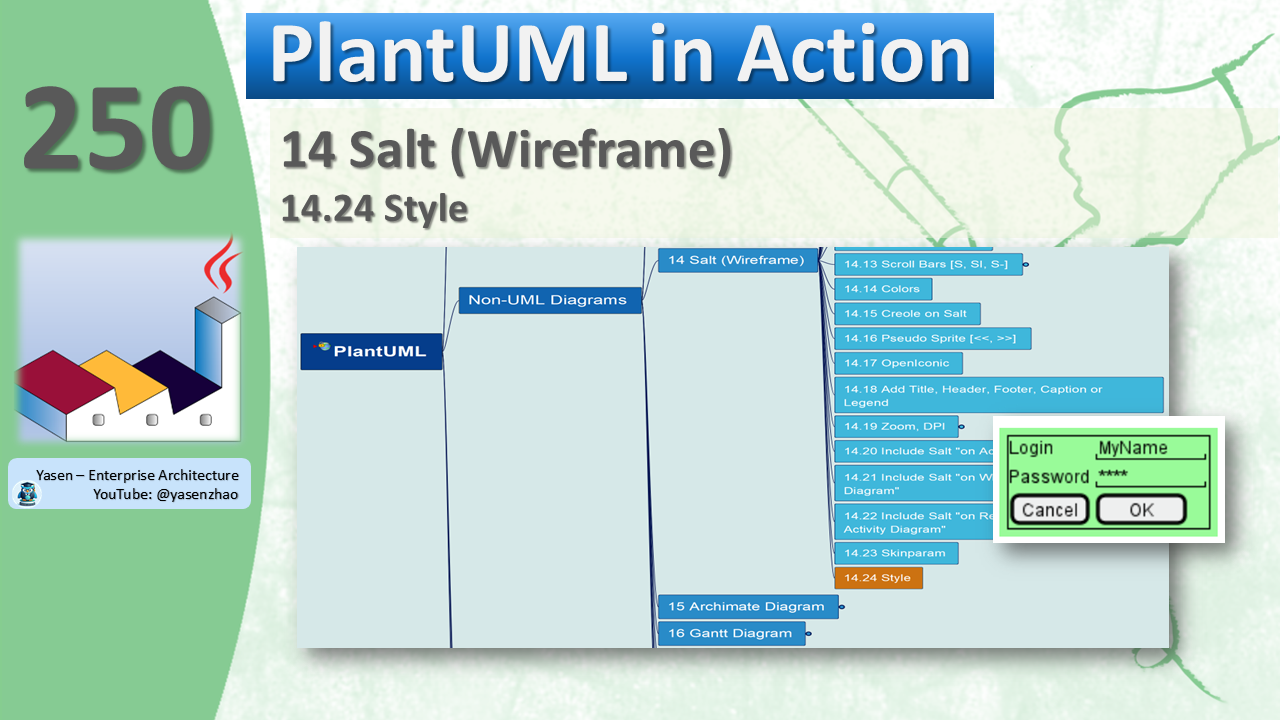 PlantUML in Action
250
14 Salt (Wireframe)
14.24 Style
Yasen – Enterprise Architecture
YouTube: @yasenzhao
PlantUML
Non-UML Diagrams
14 Salt (Wireframe)
14.13 Scroll Bars [S, SI, S-]
14.14 Colors
14.15 Creole on Salt
14.16 Pseudo Sprite [<<, >>]
14.17 OpenIconic
14.18 Add Title, Header, Footer, Caption or
Legend
14.19 Zoom, DPI
14.20 Include Salt "on
14.21 Include Salt "on
Diagram"
14.22 Include Salt "on
Activity Diagram"
14.23 Skinparam
14.24 Style
15 Archimate Diagram
16 Gantt Diagram
Login MyName
Password ****
Cancel OK